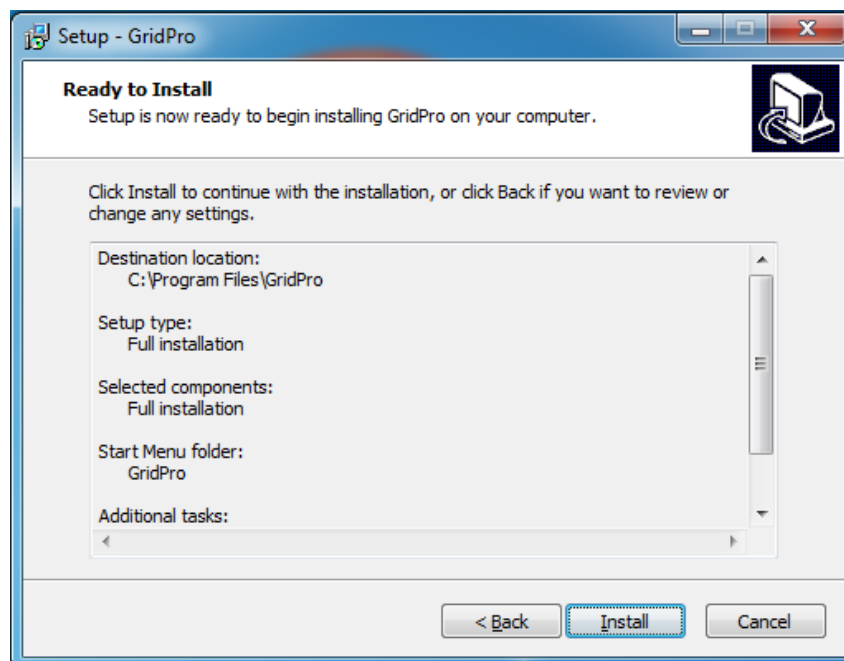 Setup - GridPro
Ready to Install
Setup is now ready to begin installing GridPro on your computer.
Click Install to continue with the installation, or click Back if you want to review or
change any settings.
Destination location:
C:\Program Files\GridPro
Setup type:
Full installation
Selected components:
Full installation
Start Menu folder:
GridPro
Additional tasks:
< Back
Install
Cancel